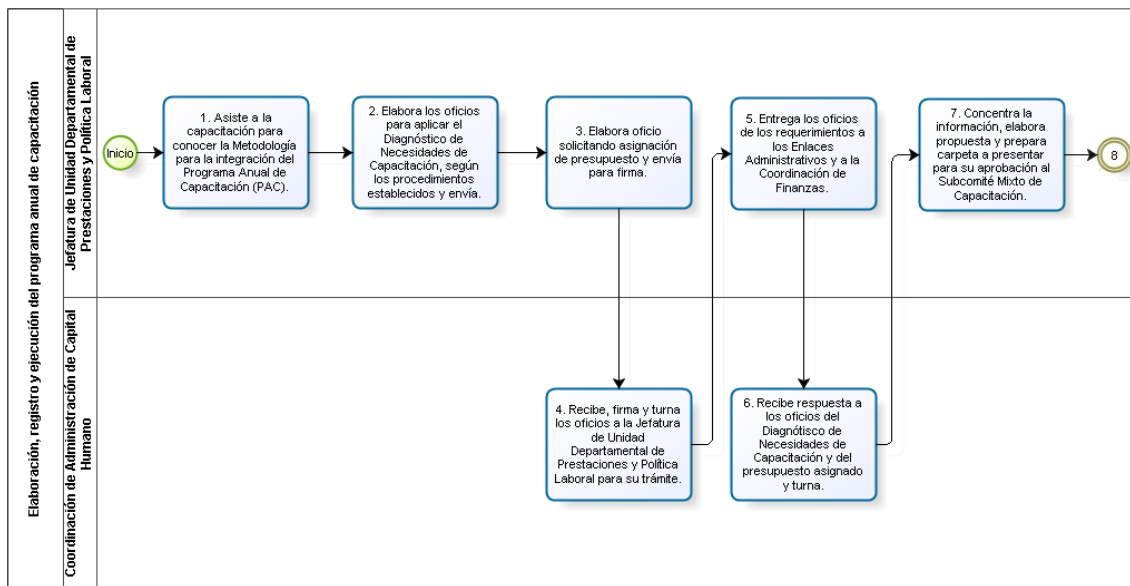 Elaboración, registro y ejecución del programa anual de capacitación
Jefatura de Unidad Departamental de
Prestaciones y Política Laboral
Inicio
1. Asiste a la
capacitación para
conocer la Metodología
para la integración del
Programa Anual de
Capacitación (PAC).
2. Elabora los oficios
para aplicar el
Diagnóstico de
Necesidades de
Capacitación, según
los procedimientos
establecidos y envía.
3. Elabora oficio
solicitando asignación
de presupuesto y envía
para firma.
5. Entrega los oficios
de los requerimientos a
los Enlaces
Administrativos y a la
Coordinación de
Finanzas.
7. Concentra la
información, elabora
propuesta y prepara
carpeta a presentar
para su aprobación al
Subcomité Mixto de
Capacitación.
8
Coordinación de Administración de Capital
Humano
4. Recibe, firma y turna
los oficios a la Jefatura
de Unidad
Departamental de
Prestaciones y Política
Laboral para su trámite.
6. Recibe respuesta a
los oficios del
Diagnótisco de
Necesidades de
Capacitación y del
presupuesto asignado
y turna.